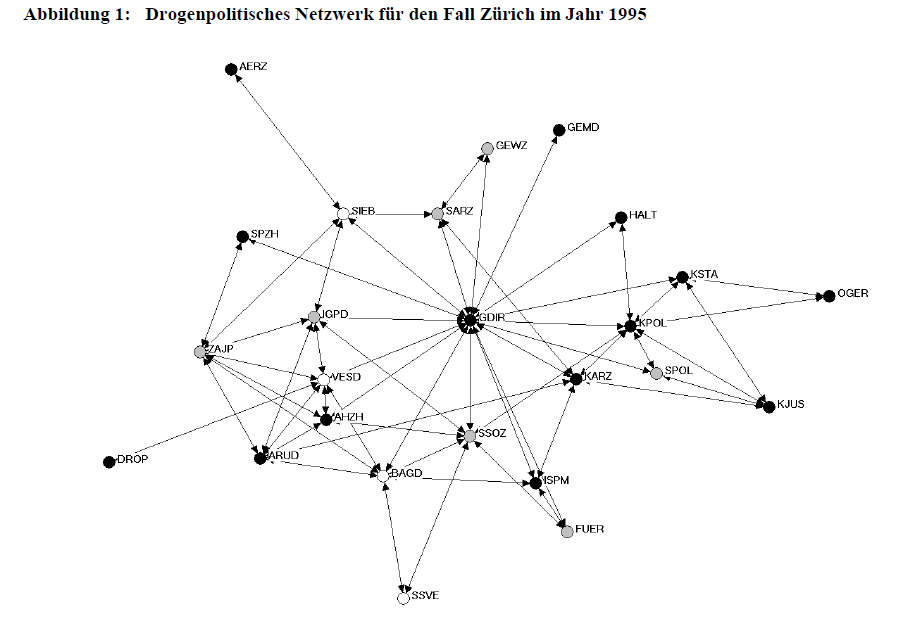 Abbildung 1: Drogenpolitisches Netzwerk für den Fall Zürich im Jahr 1995
AERZ
GEMD
GEWZ
SIEB
SARZ
HALT
SPZH
KSTA
OGER
JGPD
GDIR
KPOL
ZAJP
VESD
KARZ
SPOL
KJUS
AHZH
SSOZ
DROP
ARUD
BAGD
ISPM
FUER
SSVE